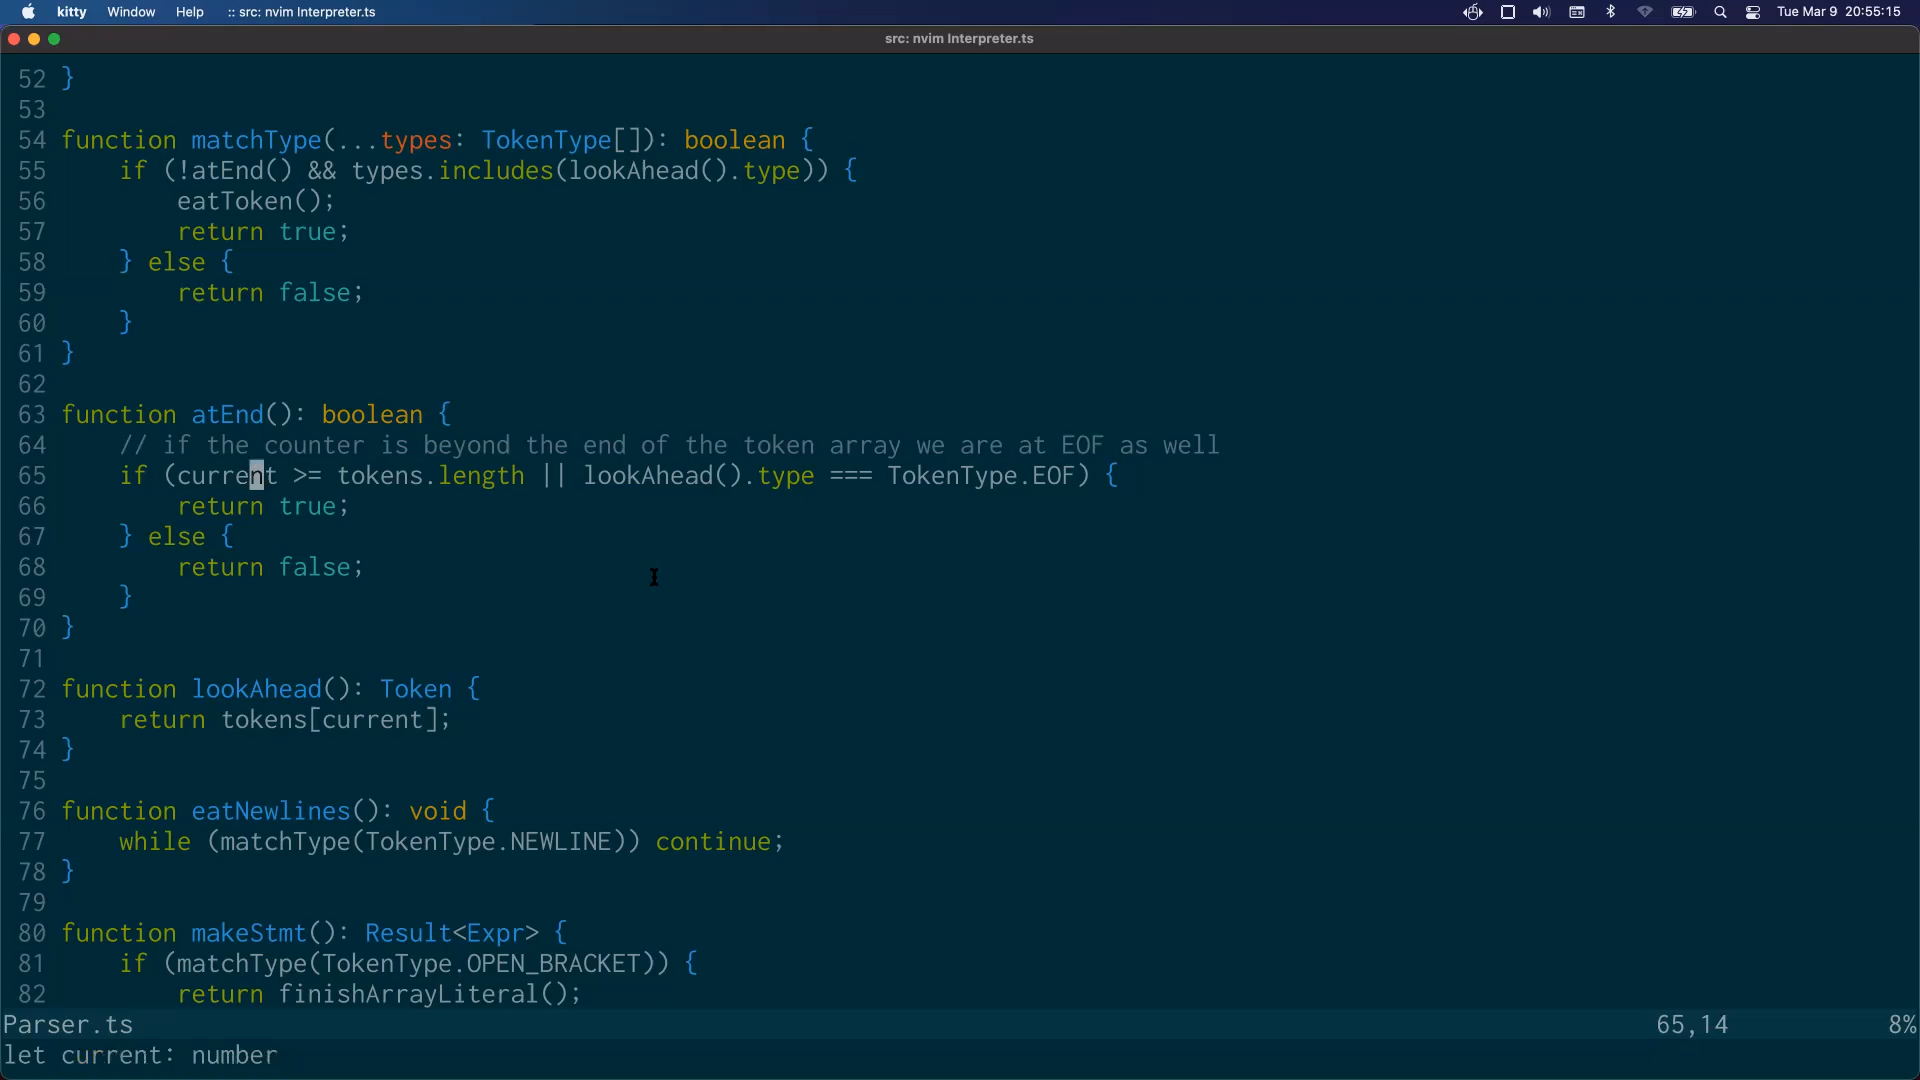 kitty Window Help :: src: nvim Interpreter.ts Tue Mar 9 20:55:15
src: nvim Interpreter.ts
52 }
53
54 function matchType(...types: TokenType[]): boolean {
55     if (!atEnd() && types.includes(lookAhead().type)) {
56         eatToken();
57         return true;
58     } else {
59         return false;
60     }
61 }
62
63 function atEnd(): boolean {
64     // if the counter is beyond the end of the token array we are at EOF as well
65     if (current >= tokens.length || lookAhead().type === TokenType.EOF) {
66         return true;
67     } else {
68         return false;
69     }
70 }
71
72 function lookAhead(): Token {
73     return tokens[current];
74 }
75
76 function eatNewlines(): void {
77     while (matchType(TokenType.NEWLINE)) continue;
78 }
79
80 function makeStmt(): Result<Expr> {
81     if (matchType(TokenType.OPEN_BRACKET)) {
82         return finishArrayLiteral();
Parser.ts 65,14 8%
let current: number